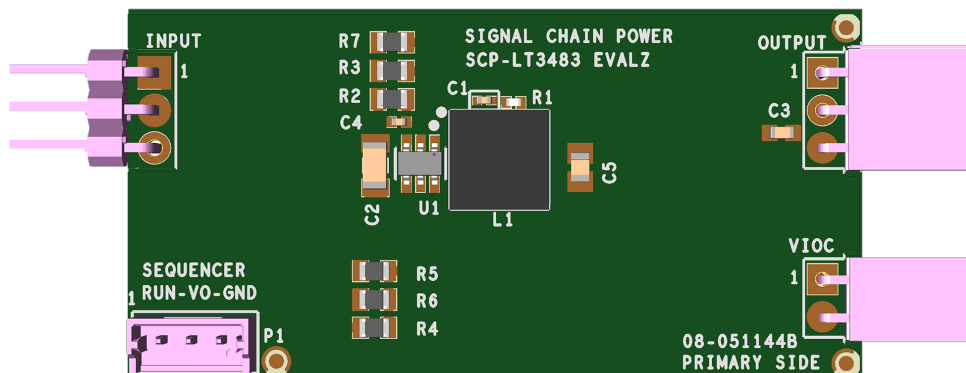 INPUT
1
R7
R3
R2
C4
SIGNAL CHAIN POWER
SCP-LT3483 EVALZ
C1
R1
OUTPUT
1
C3
C2
U1
L1
C5
VIOC
1
SEQUENCER
RUN-VO-GND
1
P1
R5
R6
R4
08-051144B
PRIMARY SIDE